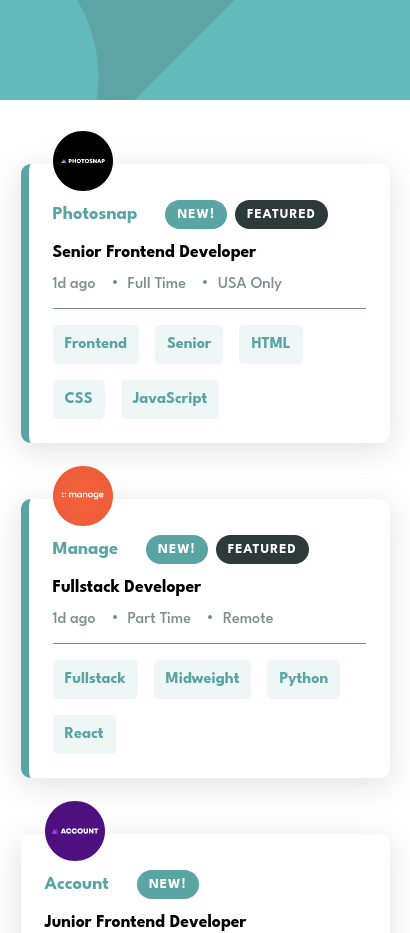 PHOTOSNAP
Photosnap NEW! FEATURED
Senior Frontend Developer
1d ago • Full Time • USA Only
Frontend Senior HTML
CSS JavaScript
:: manage
Manage NEW! FEATURED
Fullstack Developer
1d ago • Part Time • Remote
Fullstack Midweight Python
React
ACCOUNT
Account NEW!
Junior Frontend Developer